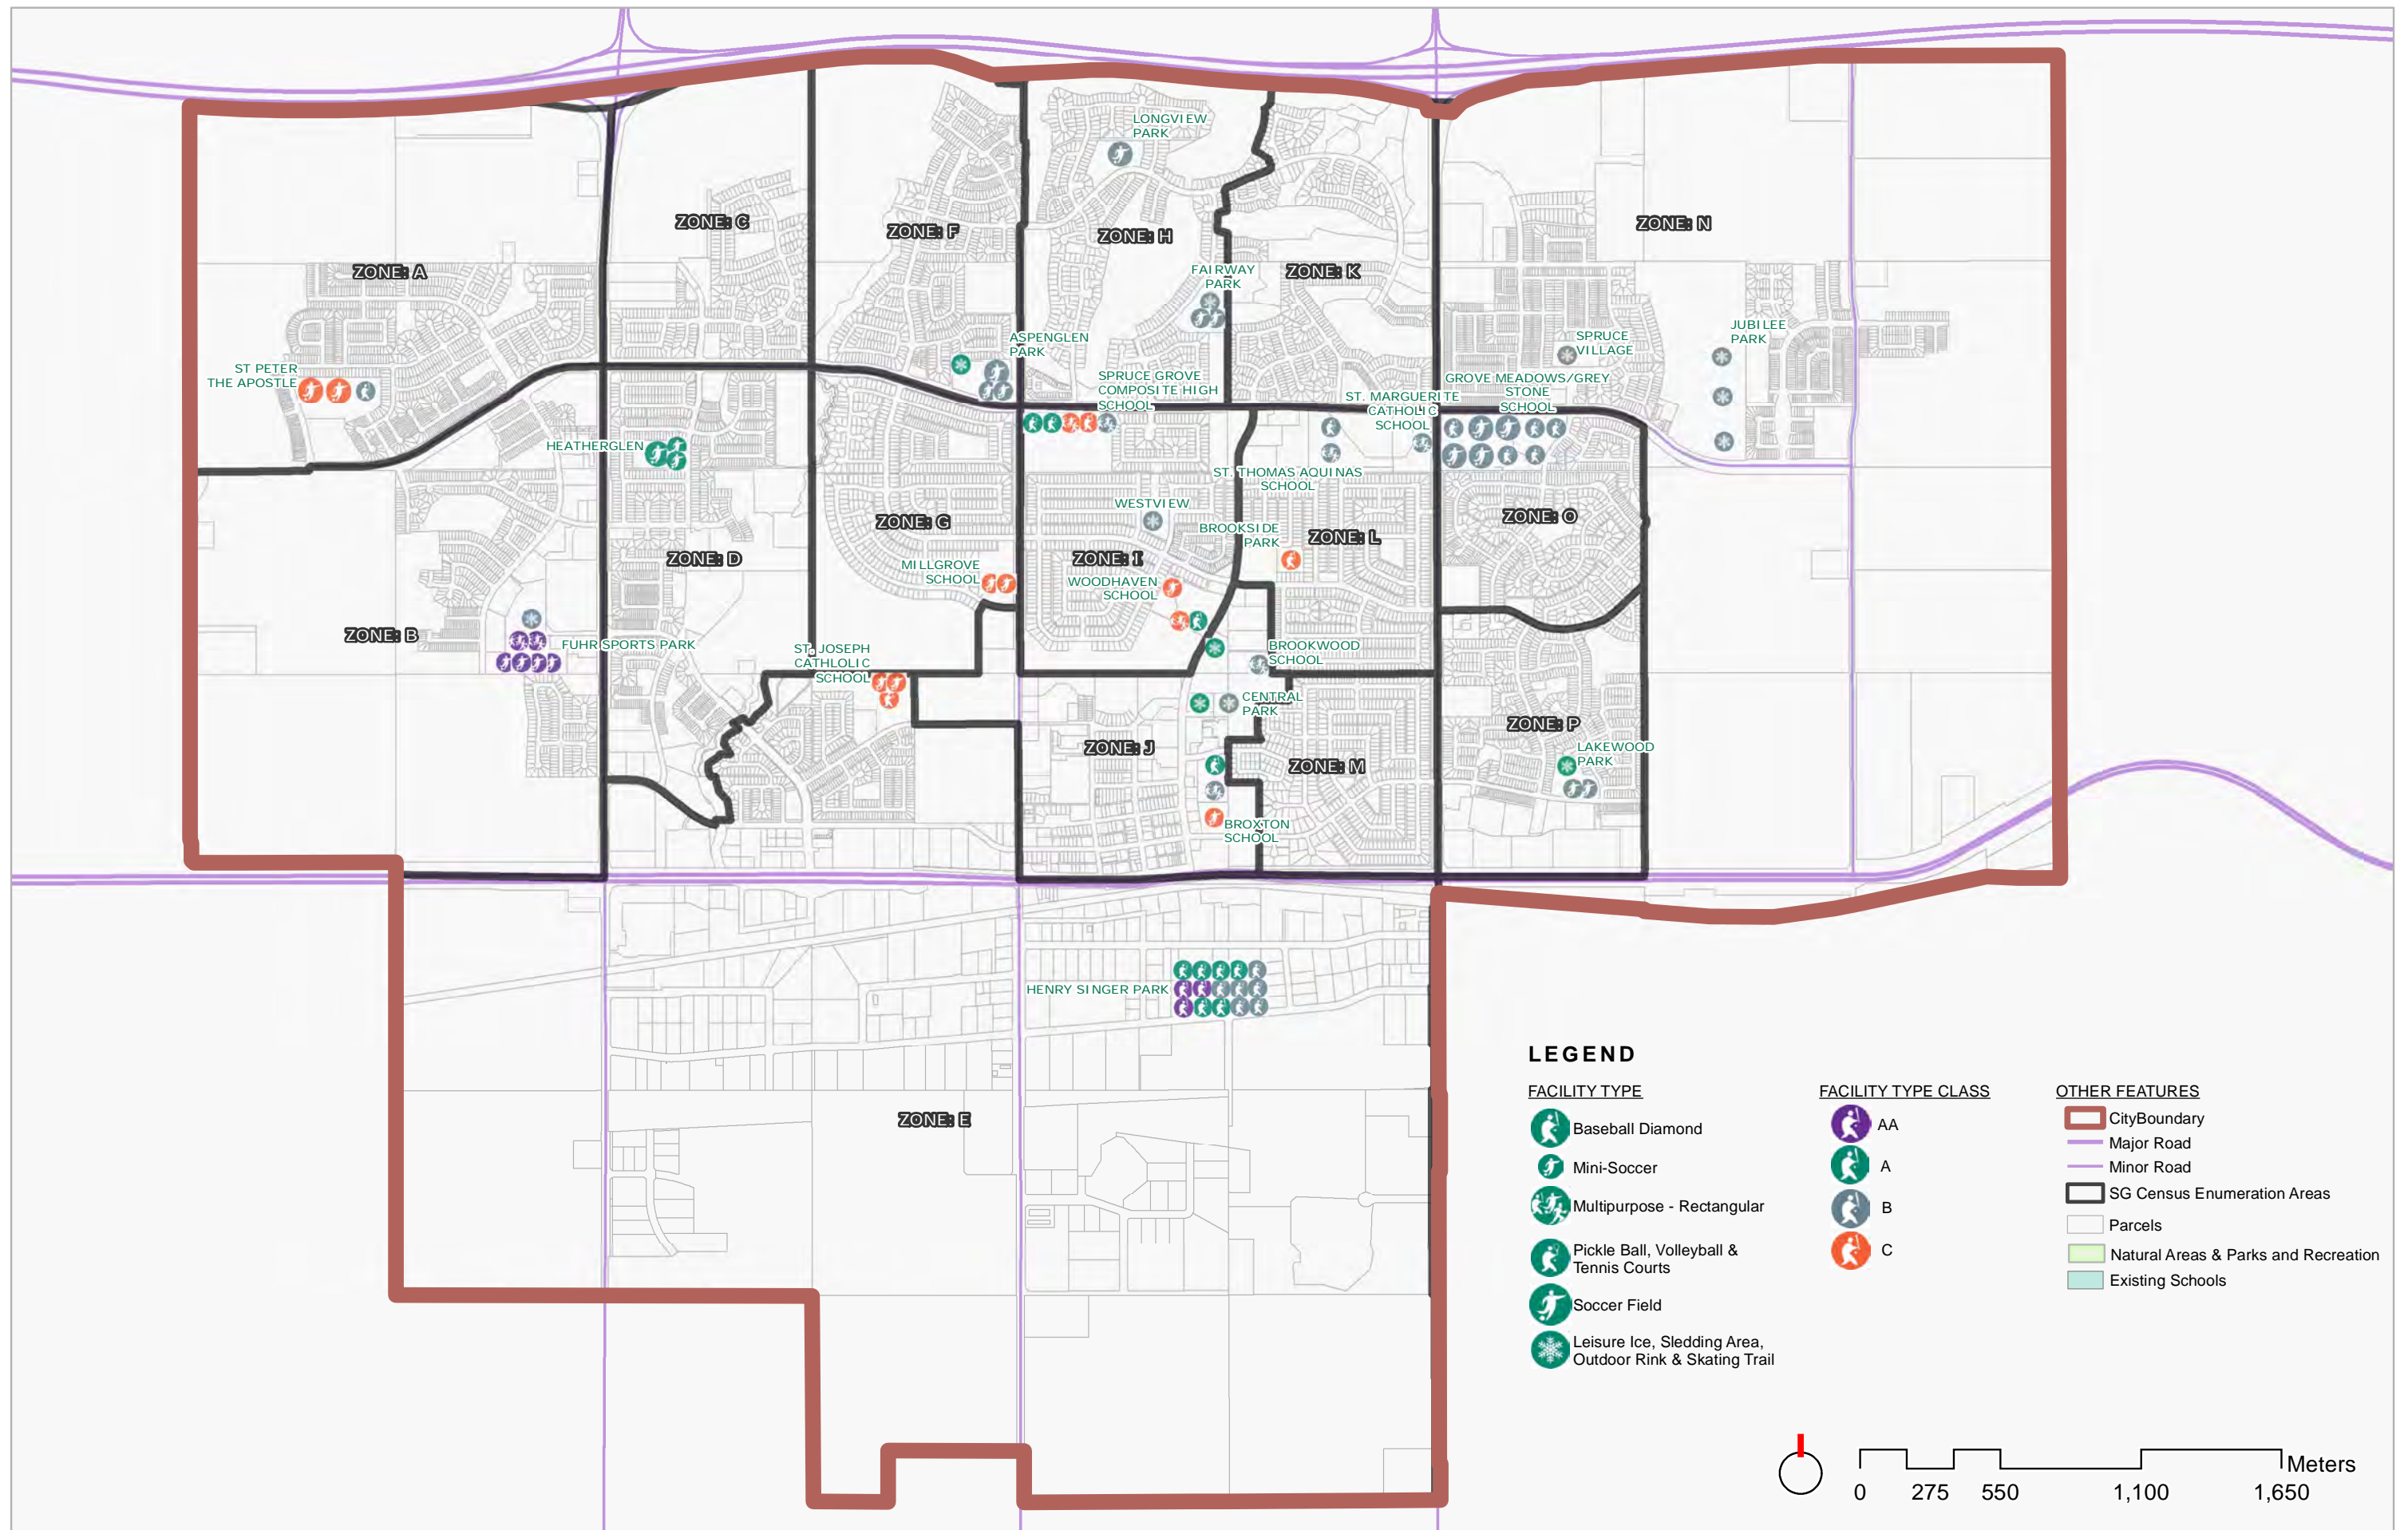 LONGVIEW
PARK
ZONE: C
ZONE: F
ZONE: H
ZONE: N
ZONE: A
FAIRWAY
PARK
ZONE: K
ASPENGLEN
PARK
SPRUCE
VILLAGE
JUBILEE
PARK
ST PETER
THE APOSTLE
SPRUCE GROVE
COMPOSITE HIGH
SCHOOL
ST. MARGUERITE
CATHOLIC
SCHOOL
GROVE MEADOWS/GREY
STONE
SCHOOL
HEATHERGLEN
ST. THOMAS AQUINAS
SCHOOL
WESTVIEW
ZONE: G
ZONE: O
BROOKSIDE
PARK
ZONE: L
ZONE: D
ZONE: I
MILLGROVE
SCHOOL
WOODHAVEN
SCHOOL
ZONE: B
FUHR SPORTS PARK
ST. JOSEPH
CATHLOLIC
SCHOOL
BROOKWOOD
SCHOOL
CENTRAL
PARK
ZONE: P
ZONE: J
LAKEWOOD
PARK
ZONE: M
BROXTON
SCHOOL
HENRY SINGER PARK
ZONE: E
LEGEND
FACILITY TYPE
Baseball Diamond
Mini-Soccer
Multipurpose - Rectangular
Pickle Ball, Volleyball &
Tennis Courts
Soccer Field
Leisure Ice, Sledding Area,
Outdoor Rink & Skating Trail
FACILITY TYPE CLASS
AA
A
B
C
OTHER FEATURES
CityBoundary
Major Road
Minor Road
SG Census Enumeration Areas
Parcels
Natural Areas & Parks and Recreation
Existing Schools
Meters
0 275 550 1,100 1,650